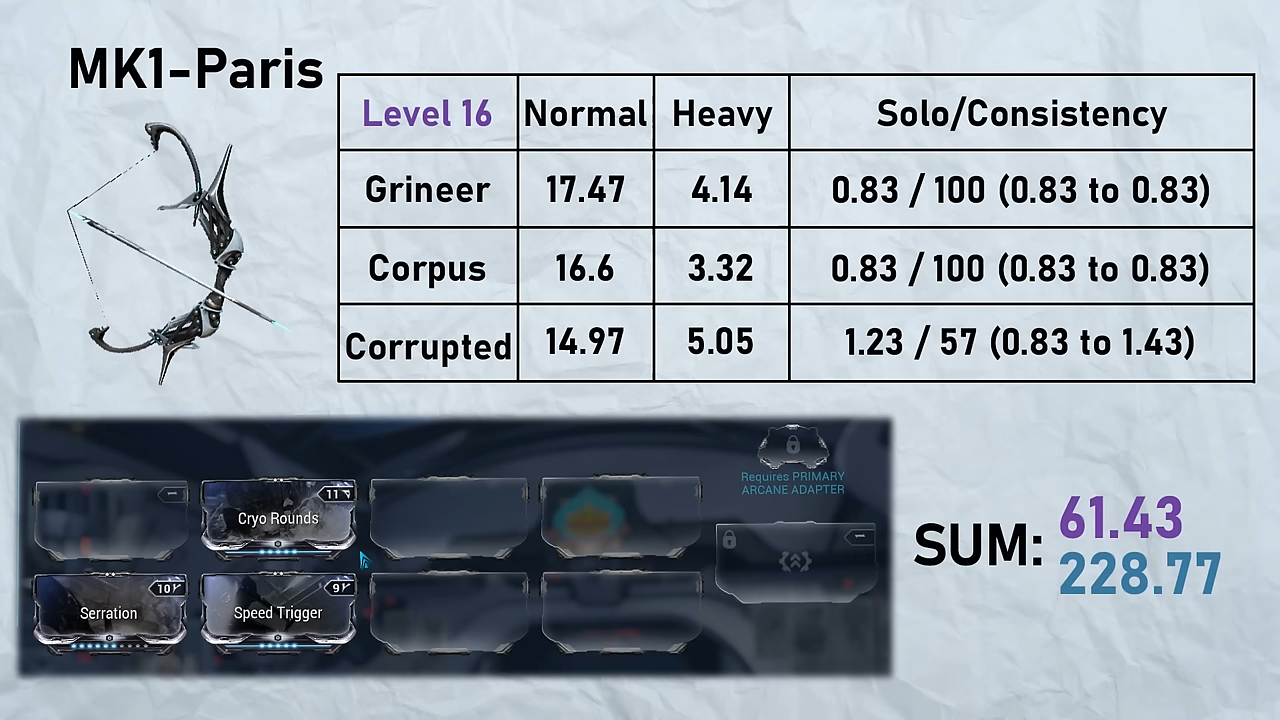 MK1-Paris
Level 16 Normal Heavy Solo/Consistency
Grineer 17.47 4.14 0.83 / 100 (0.83 to 0.83)
Corpus 16.6 3.32 0.83 / 100 (0.83 to 0.83)
Corrupted 14.97 5.05 1.23 / 57 (0.83 to 1.43)
Requires PRIMARY
ARCANE ADAPTER
11
Cryo Rounds
10
Serration
9
Speed Trigger
SUM: 61.43
228.77